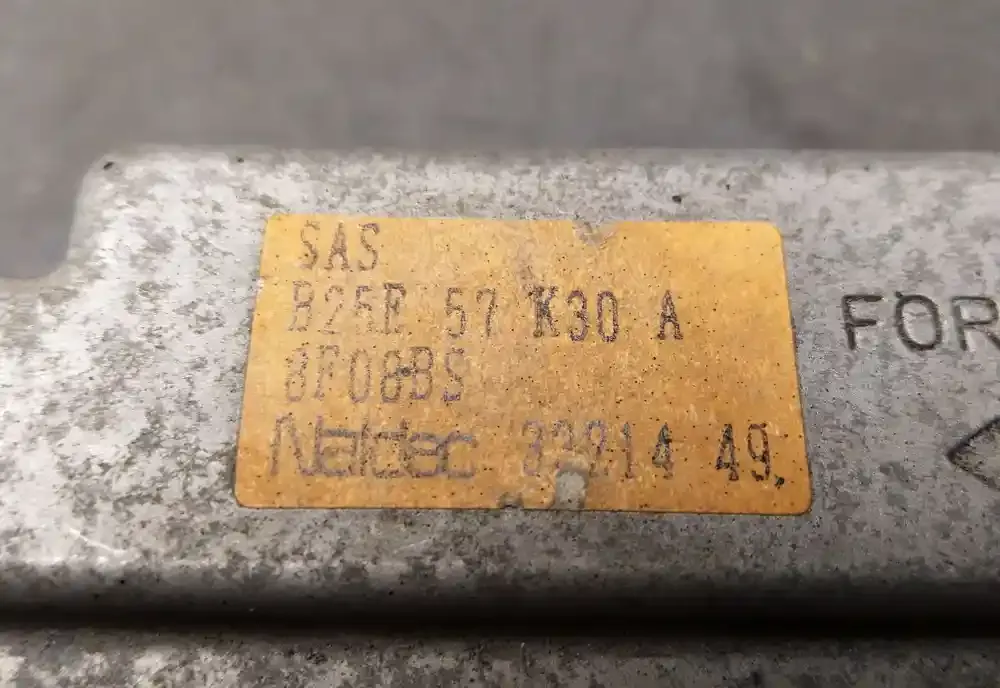 SAS
B25E 57 K30 A
8F08BS
Naldec 33214 49.
FOR